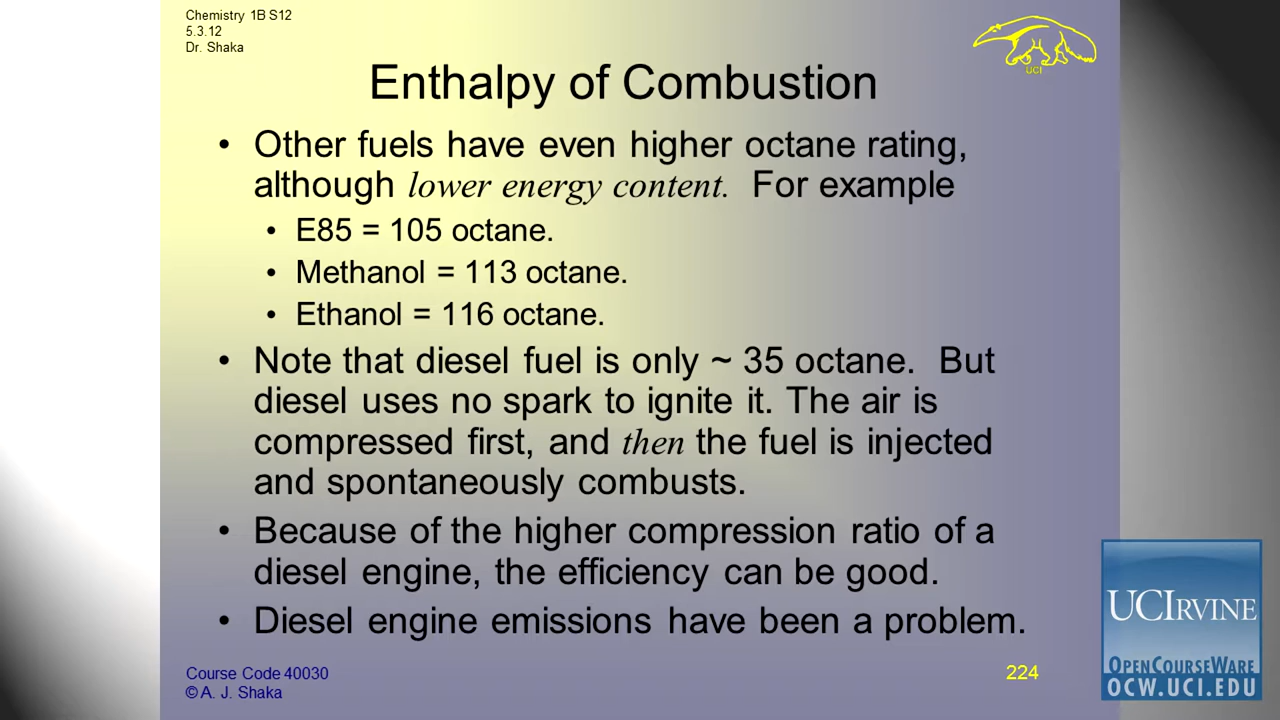 Chemistry 1B S12
5.3.12
Dr. Shaka
UCI
Enthalpy of Combustion
• Other fuels have even higher octane rating,
although lower energy content. For example
• E85 = 105 octane.
• Methanol = 113 octane.
• Ethanol = 116 octane.
• Note that diesel fuel is only ~ 35 octane. But
diesel uses no spark to ignite it. The air is
compressed first, and then the fuel is injected
and spontaneously combusts.
• Because of the higher compression ratio of a
diesel engine, the efficiency can be good.
• Diesel engine emissions have been a problem.
Course Code 40030
© A. J. Shaka
224
UCIRVINE
OPENCOURSEWARE
OCW.UCI.EDU